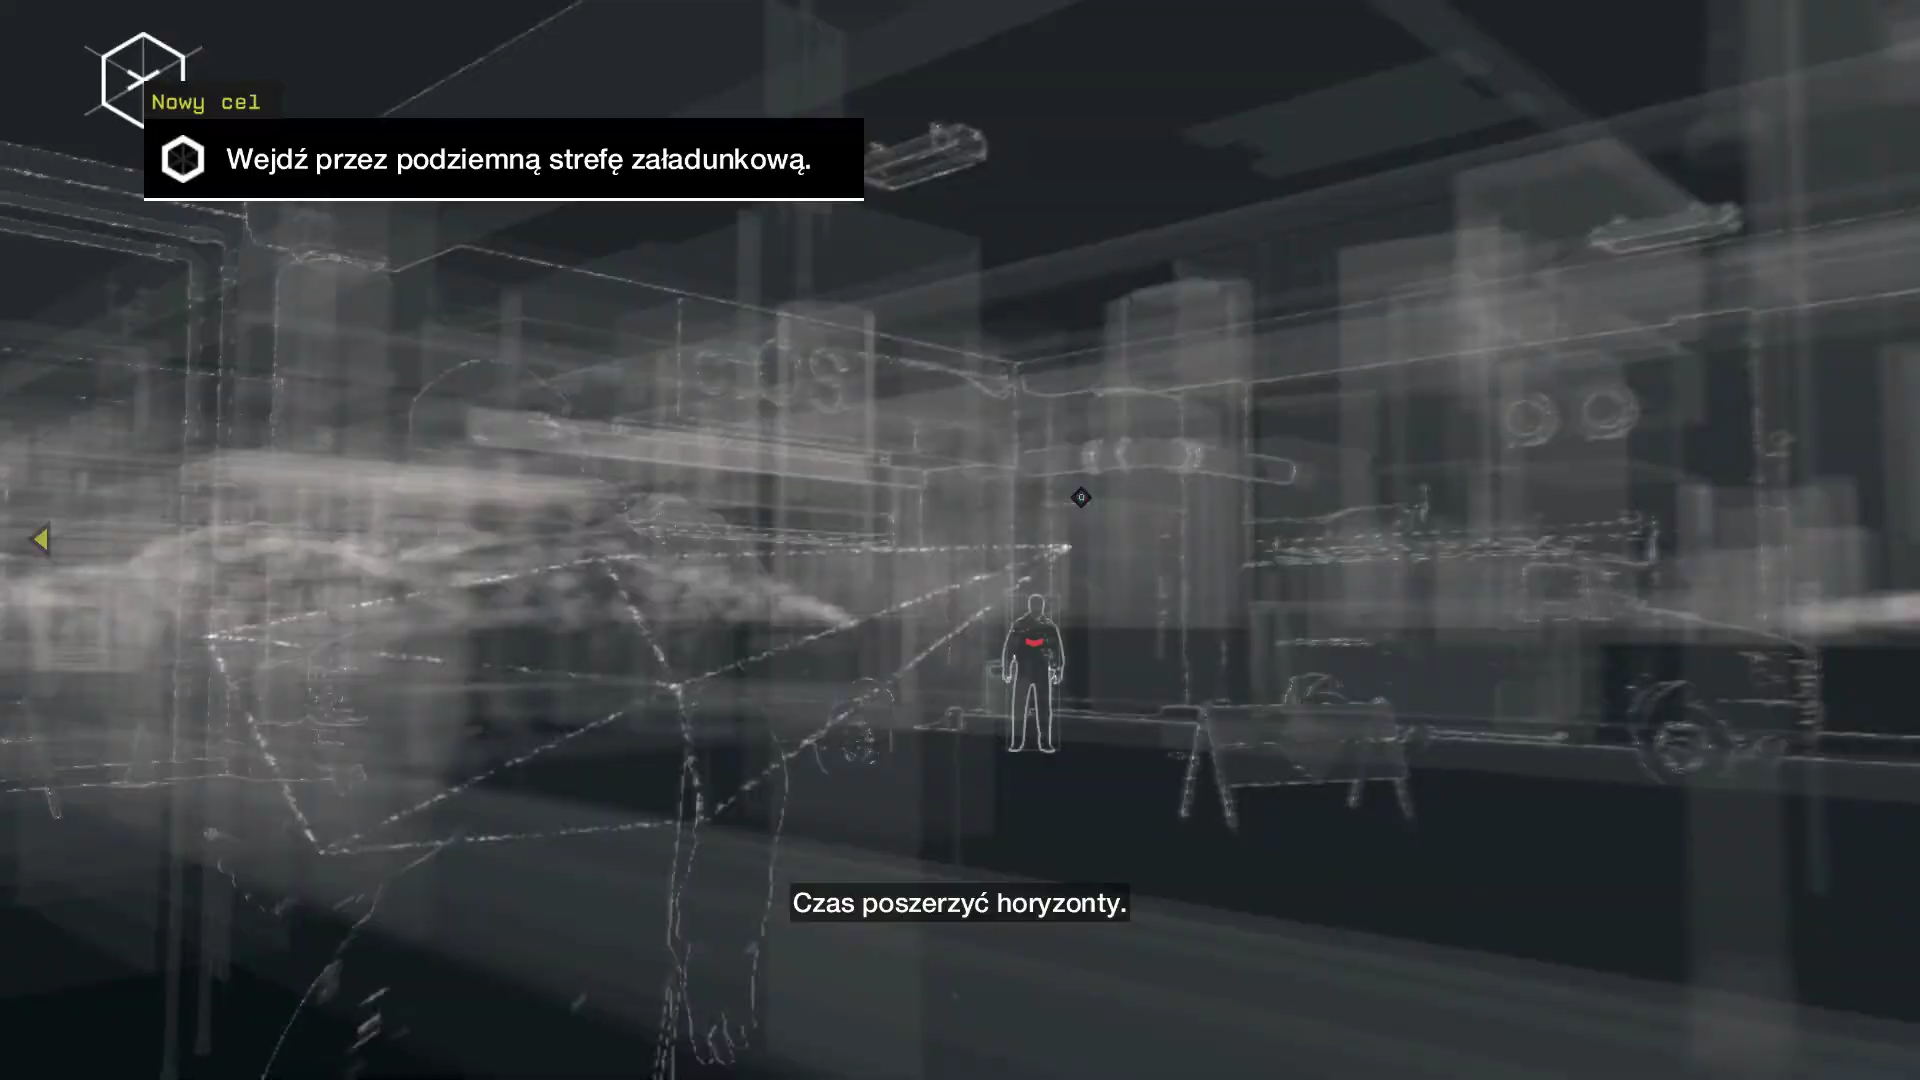 Nowy cel
Wejdź przez podziemną strefę załadunkową.
Czas poszerzyć horyzonty.